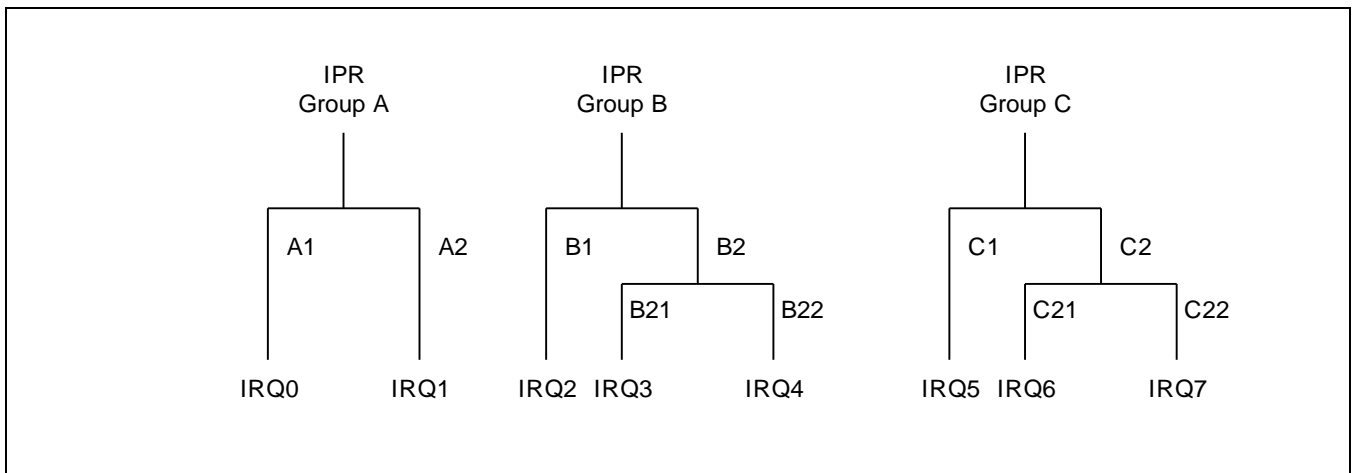 IPR
Group A
IPR
Group B
IPR
Group C
A1
A2
B1
B2
C1
C2
B21
B22
C21
C22
IRQ0
IRQ1
IRQ2
IRQ3
IRQ4
IRQ5
IRQ6
IRQ7